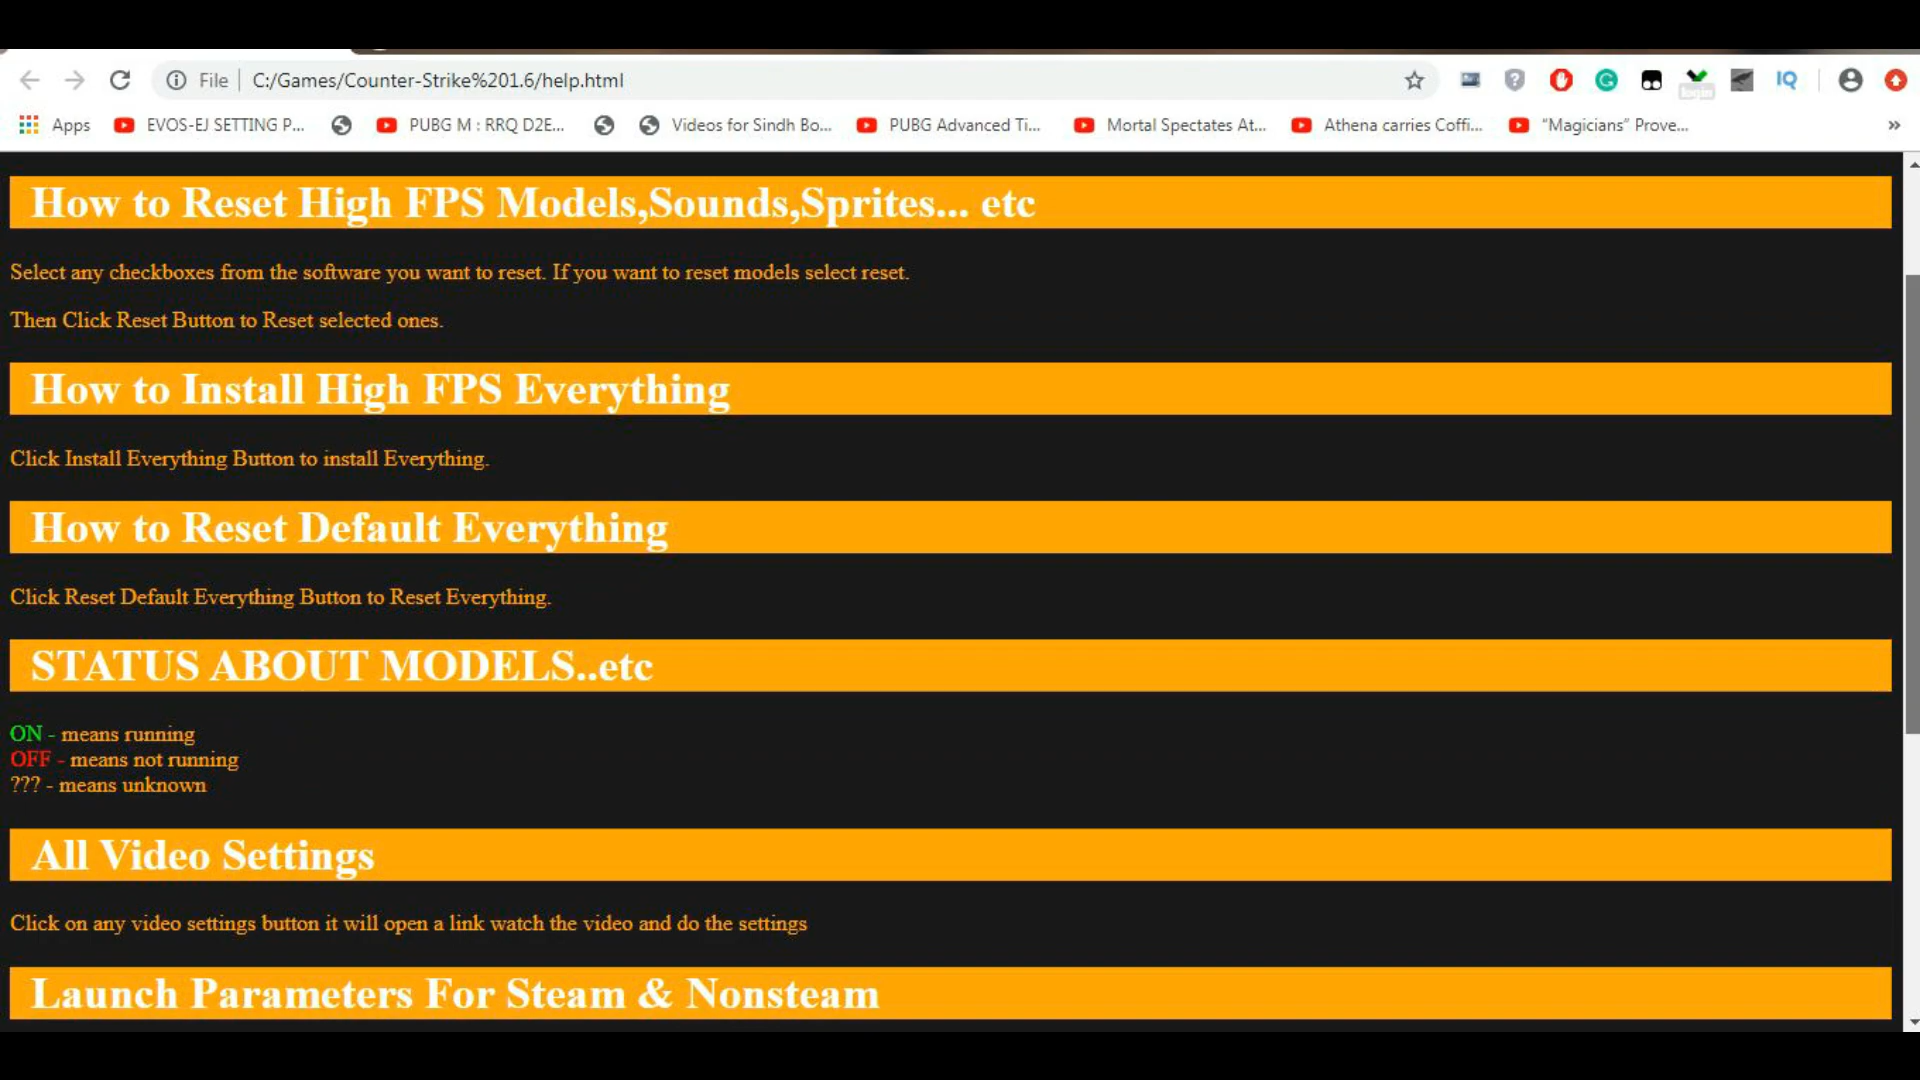 File | C:/Games/Counter-Strike%201.6/help.html
login
IQ
Apps
EVOS-EJ SETTING P...
PUBG M : RRQ D2E...
Videos for Sindh Bo...
PUBG Advanced Ti...
Mortal Spectates At...
Athena carries Coffi...
“Magicians” Prove...
»
How to Reset High FPS Models,Sounds,Sprites... etc
Select any checkboxes from the software you want to reset. If you want to reset models select reset.
Then Click Reset Button to Reset selected ones.
How to Install High FPS Everything
Click Install Everything Button to install Everything.
How to Reset Default Everything
Click Reset Default Everything Button to Reset Everything.
STATUS ABOUT MODELS..etc
ON - means running
OFF - means not running
??? - means unknown
All Video Settings
Click on any video settings button it will open a link watch the video and do the settings
Launch Parameters For Steam & Nonsteam